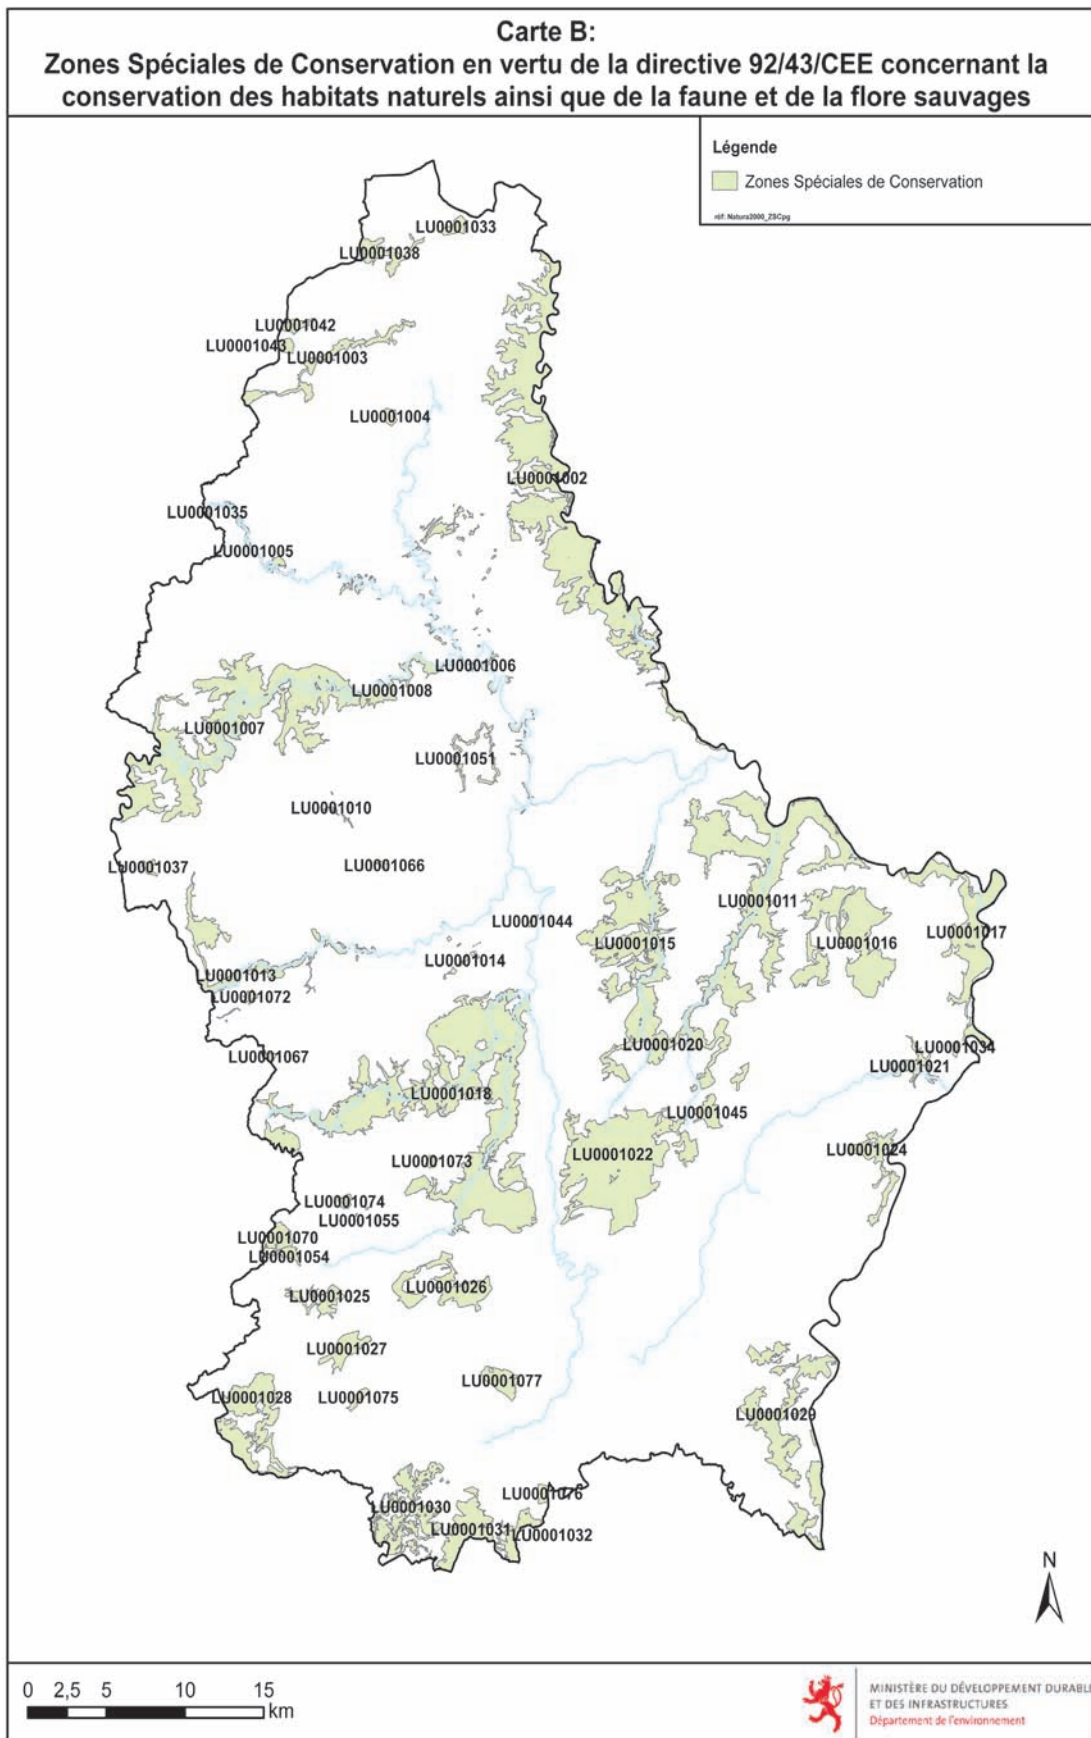 Carte B:
Zones Spéciales de Conservation en vertu de la directive 92/43/CEE concernant la
conservation des habitats naturels ainsi que de la faune et de la flore sauvages
Légende
Zones Spéciales de Conservation
réf: Natura2000_ZSCpg
LU0001033
LU0001038
LU0001042
LU0001043
LU0001003
LU0001004
LU0001002
LU0001035
LU0001005
LU0001006
LU0001008
LU0001007
LU0001051
LU0001010
LU0001037
LU0001066
LU0001011
LU0001044
LU0001015
LU0001016
LU0001017
LU0001014
LU0001013
LU0001072
LU0001067
LU0001020
LU0001034
LU0001021
LU0001018
LU0001045
LU0001024
LU0001022
LU0001073
LU0001074
LU0001055
LU0001070
LU0001054
LU0001025
LU0001026
LU0001027
LU0001077
LU0001028
LU0001075
LU0001029
LU0001076
LU0001030
LU0001031
LU0001032
N
0 2,5 5 10 15
km
MINISTÈRE DU DÉVELOPPEMENT DURABLE
ET DES INFRASTRUCTURES
Département de l'environnement